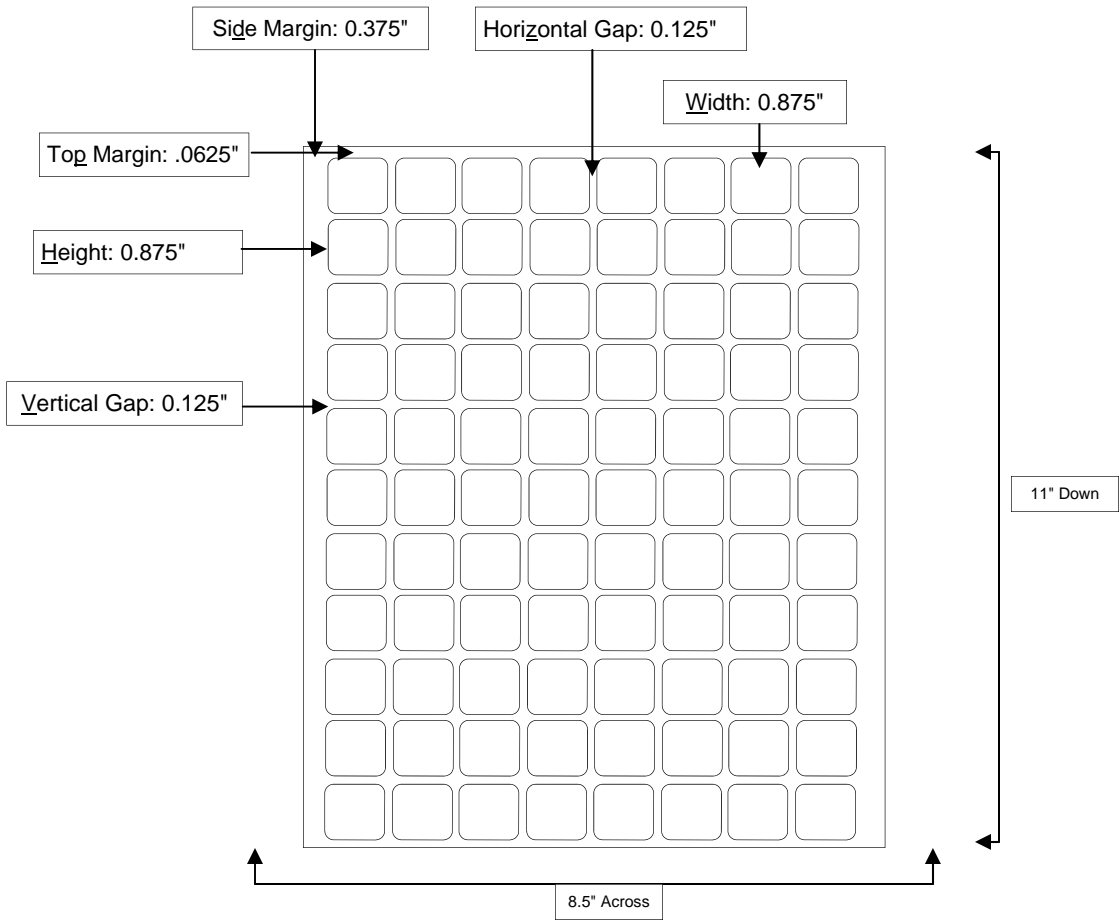 Side Margin: 0.375"
Horizontal Gap: 0.125"
Width: 0.875"
Top Margin: .0625"
Height: 0.875"
Vertical Gap: 0.125"
11" Down
8.5" Across